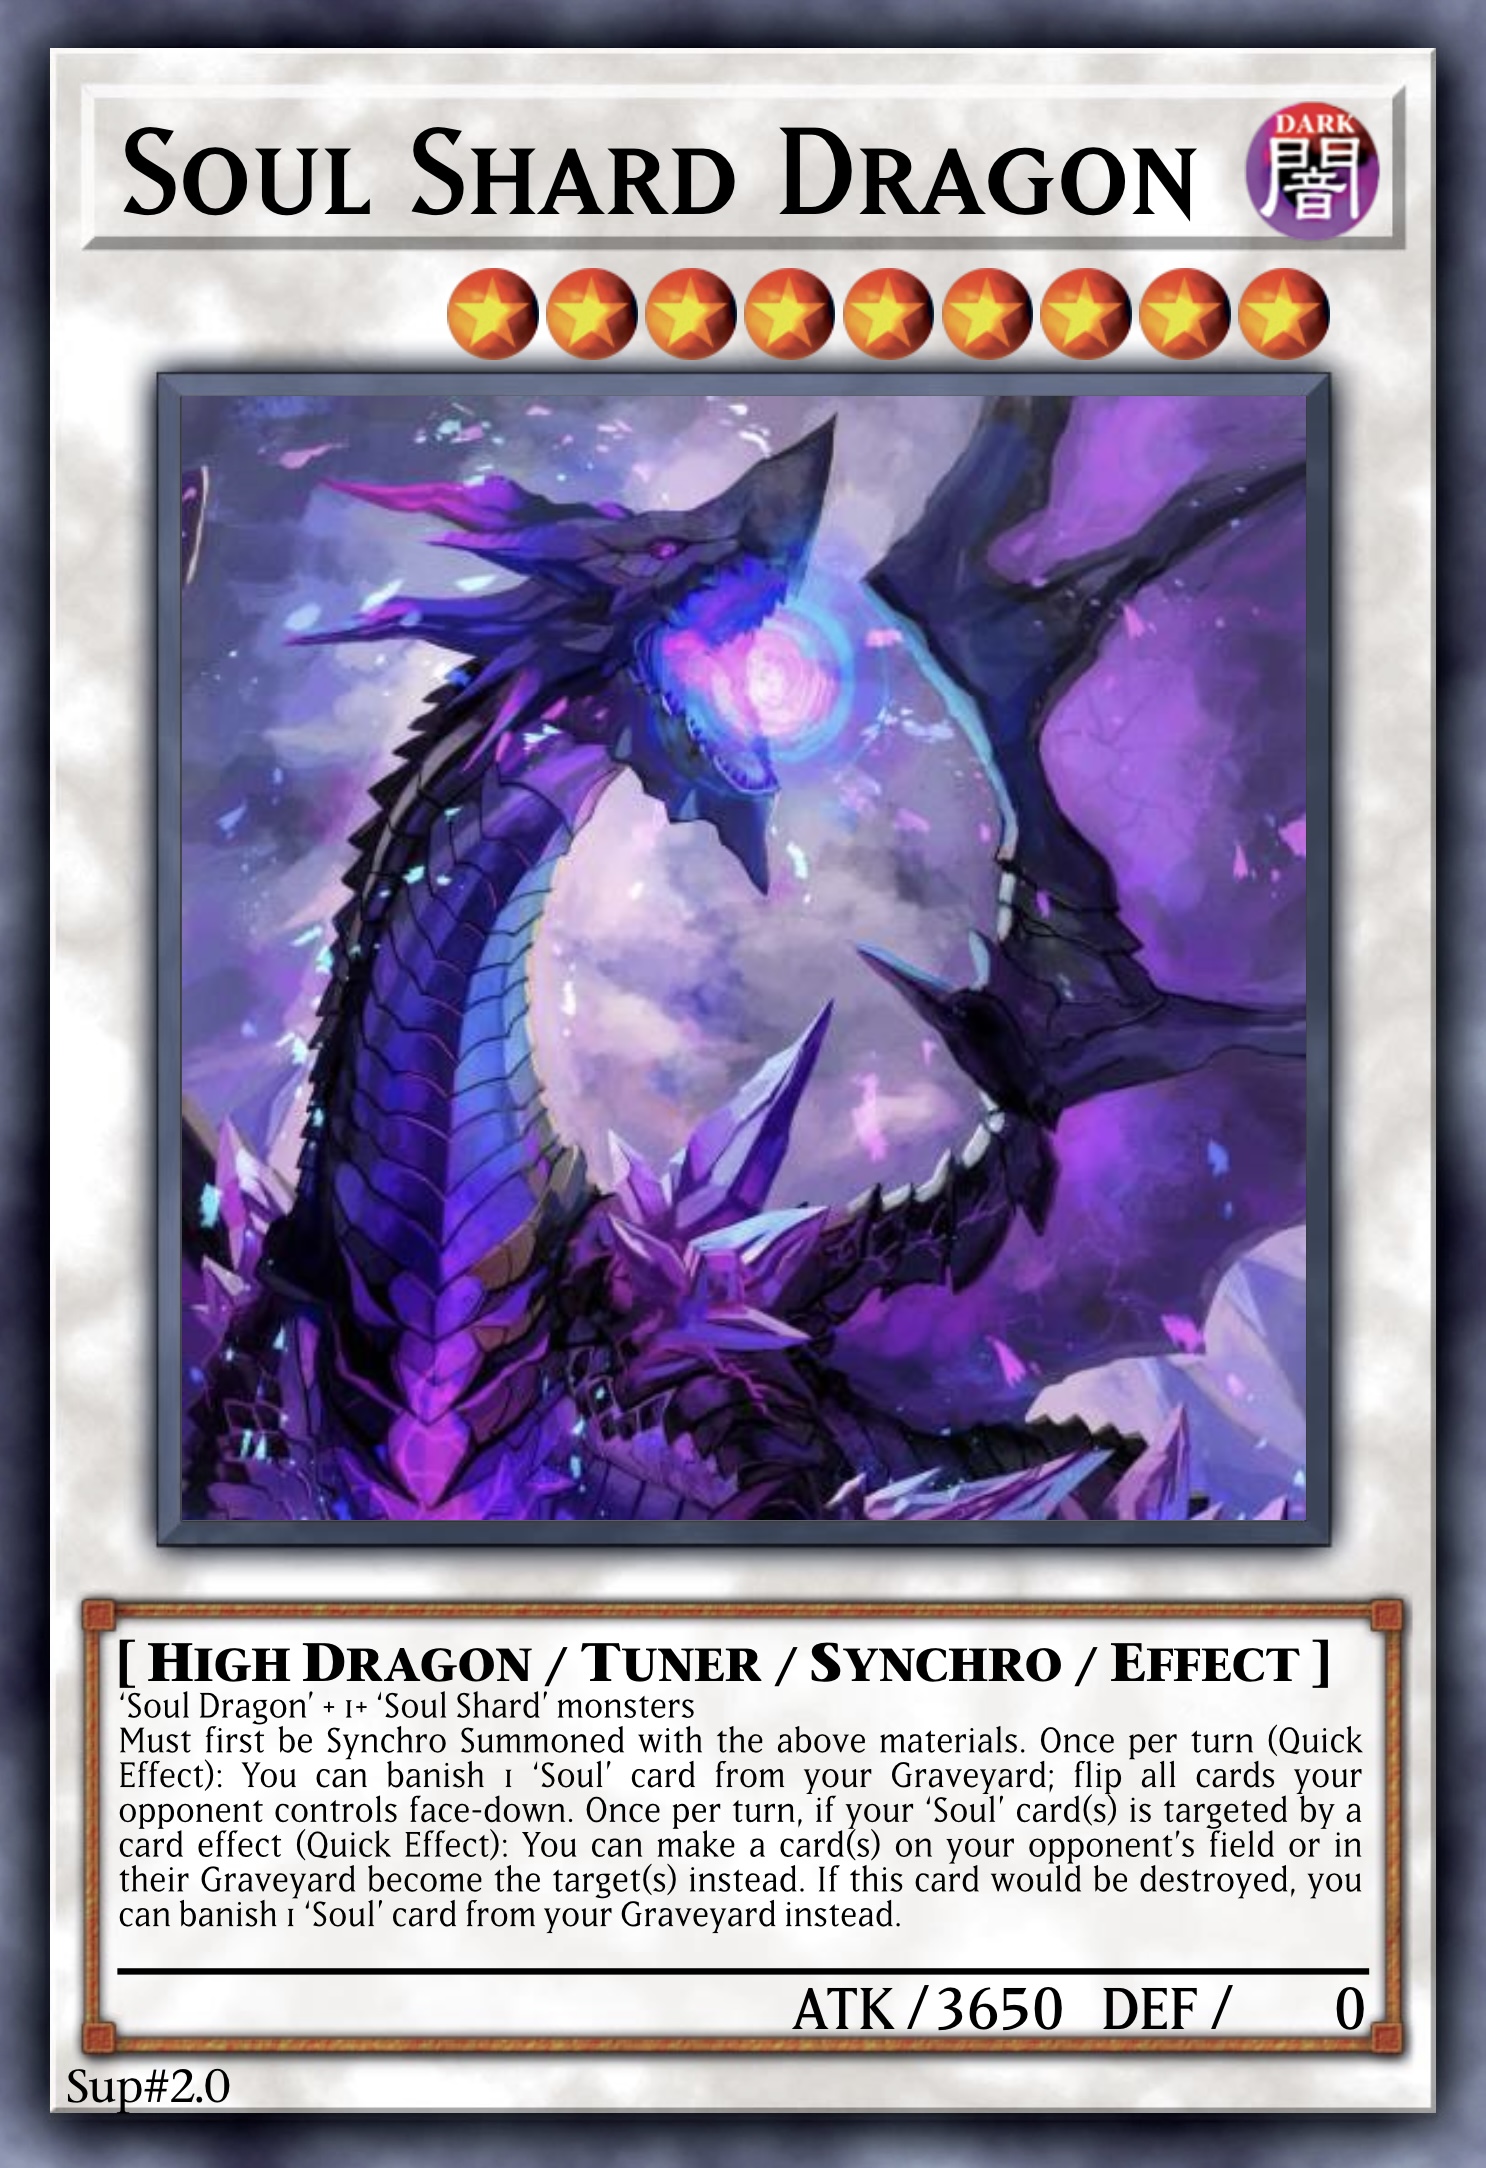 Soul Shard Dragon
DARK
闇
[ High Dragon / Tuner / Synchro / Effect ]
‘Soul Dragon’ + 1+ ‘Soul Shard’ monsters
Must first be Synchro Summoned with the above materials. Once per turn (Quick
Effect): You can banish 1 ‘Soul’ card from your Graveyard; flip all cards your
opponent controls face-down. Once per turn, if your ‘Soul’ card(s) is targeted by a
card effect (Quick Effect): You can make a card(s) on your opponent’s field or in
their Graveyard become the target(s) instead. If this card would be destroyed, you
can banish 1 ‘Soul’ card from your Graveyard instead.
ATK / 3650 DEF / 0
Sup#2.0